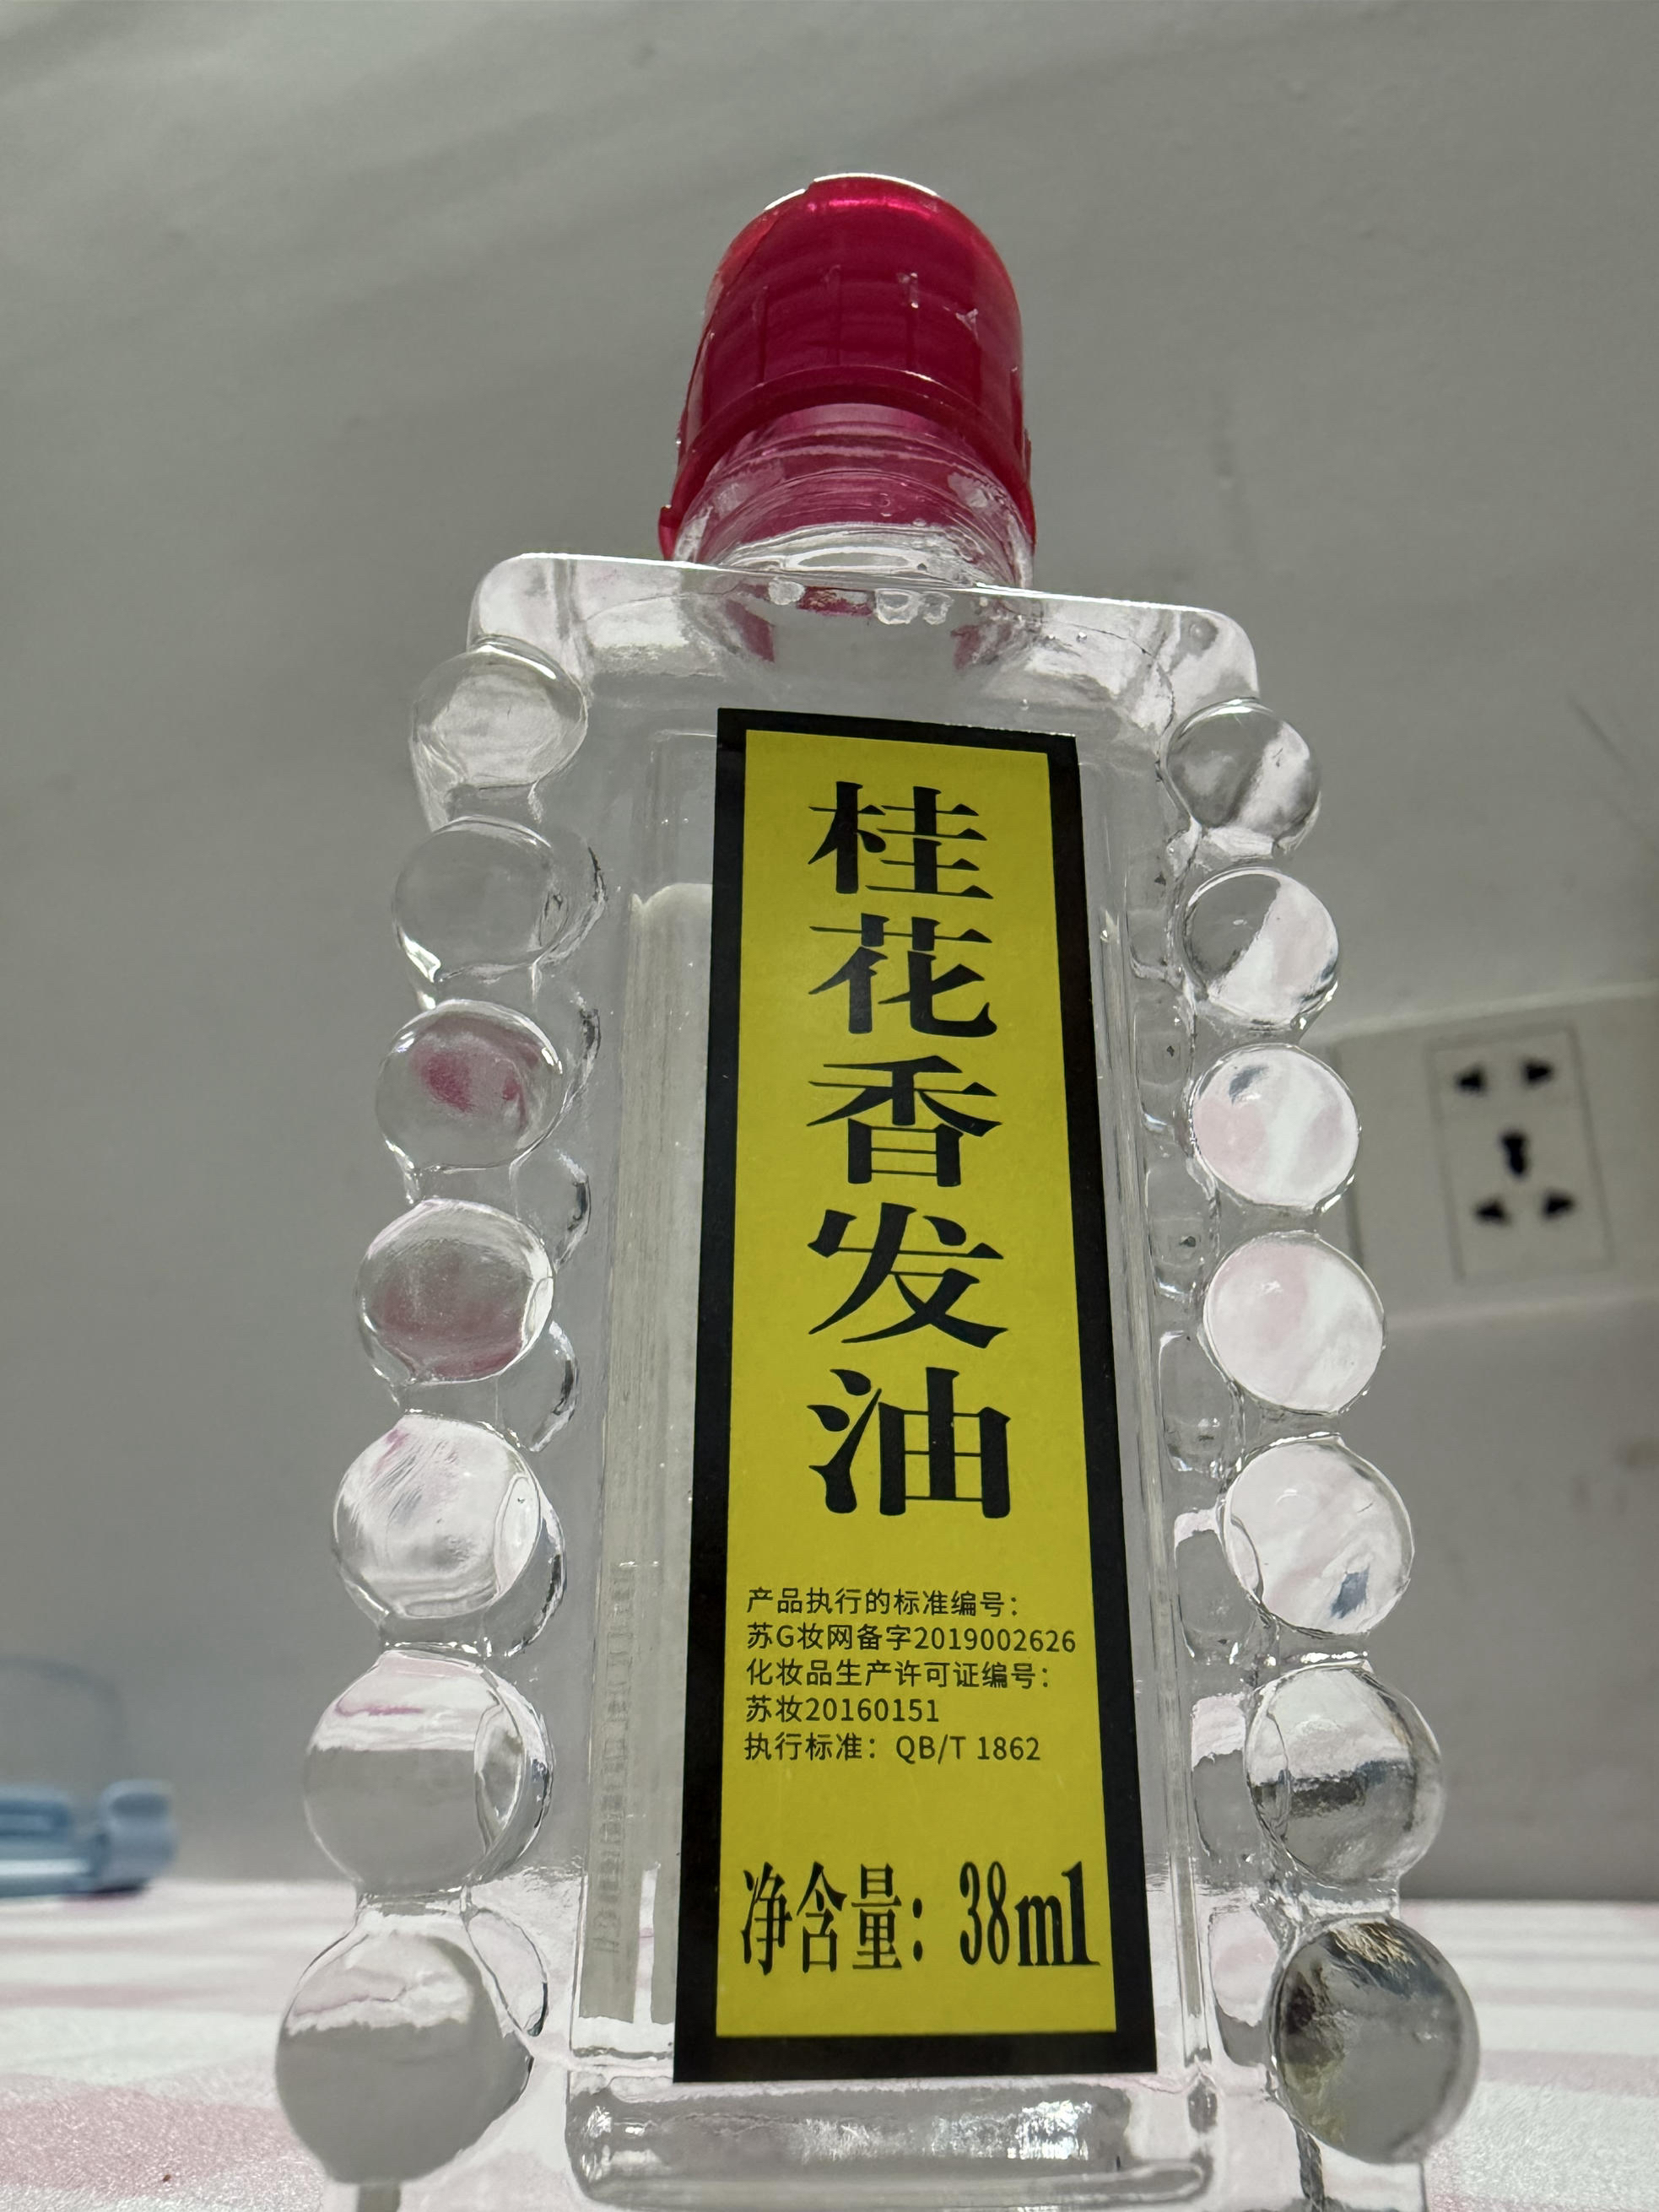 桂花香发油
产品执行的标准编号：
苏G妆网备字2019002626
化妆品生产许可证编号：
苏妆20160151
执行标准：QB/T 1862
净含量：38ml